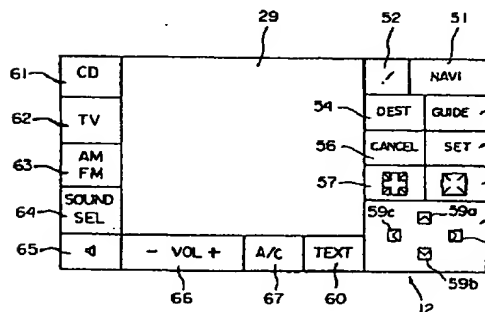 29
52
51
61
CD
!
NAVI
62
TV
54
DEST
GUIDE
63
AM
FM
56
CANCEL
SET
64
SOUND
SEL
57
65
59c
59a
- VOL +
A/C
TEXT
59b
66
67
60
12